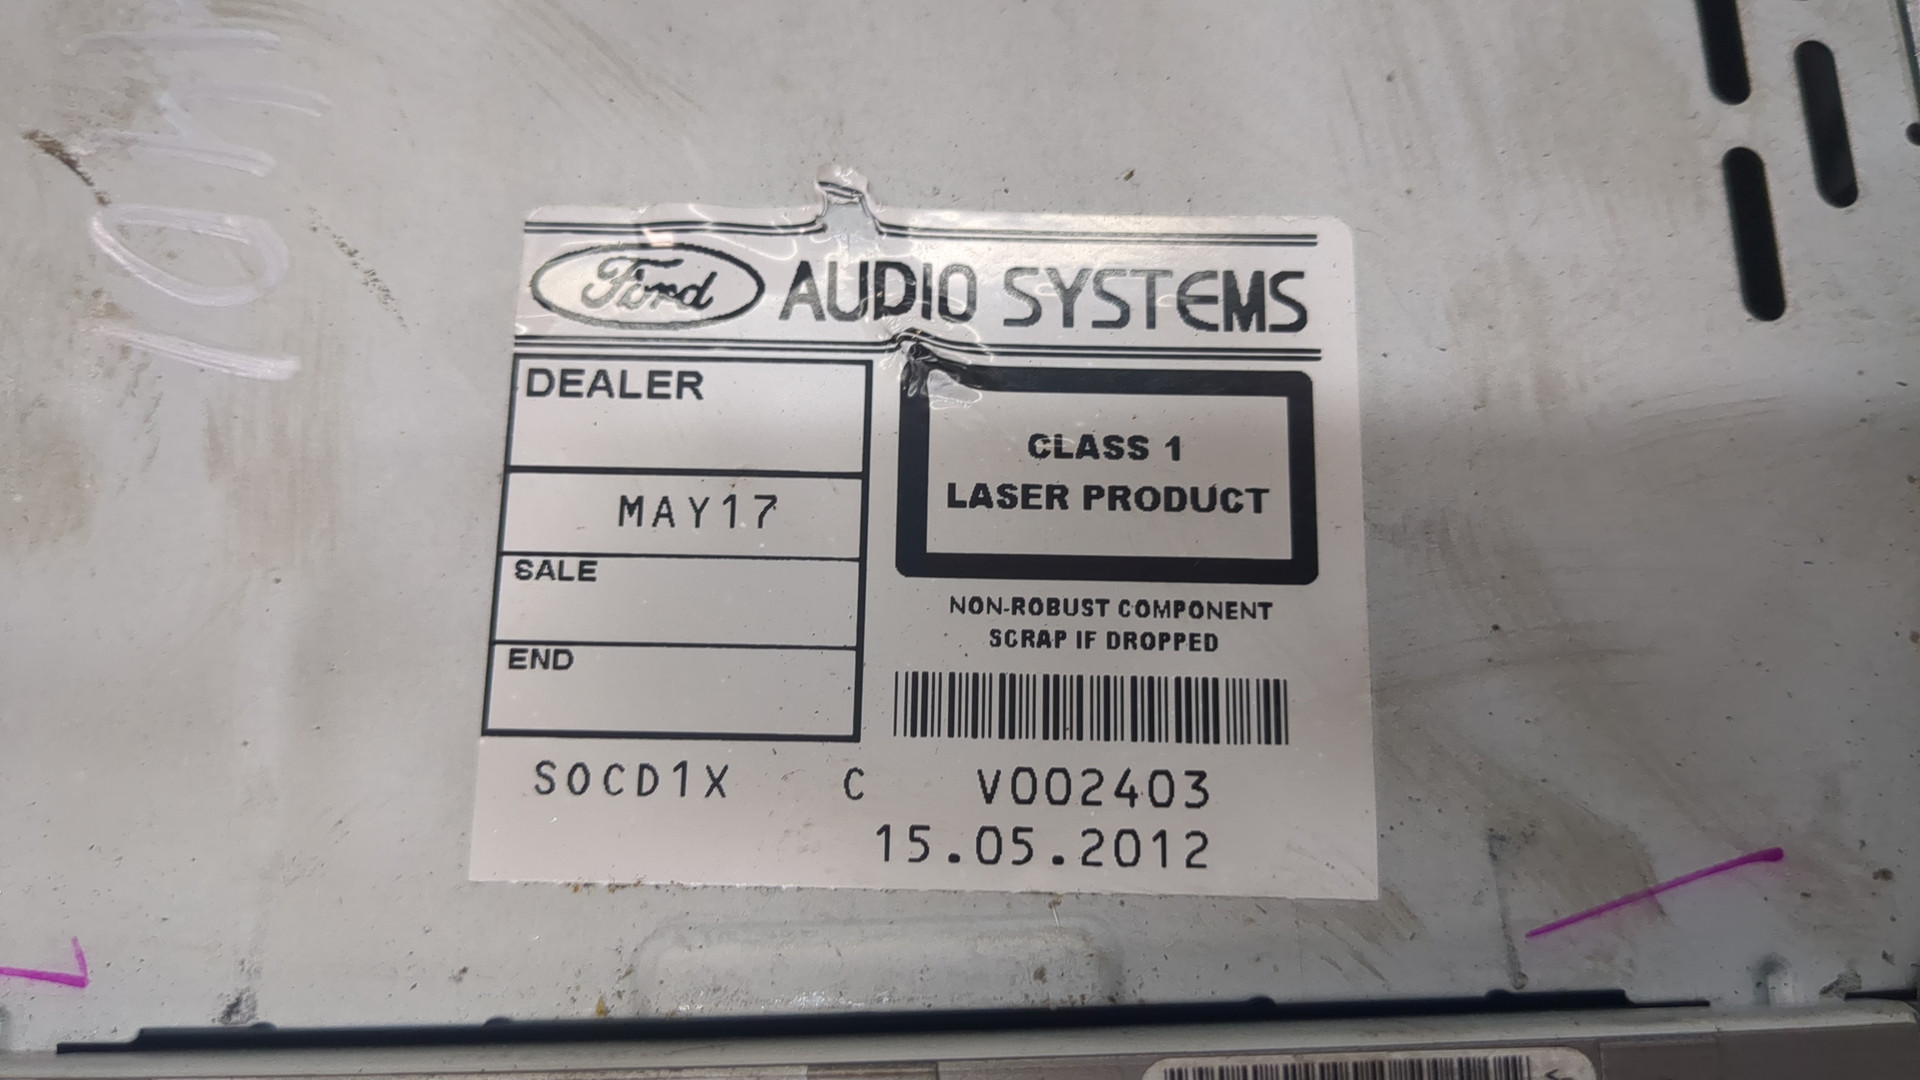 Ford AUDIO SYSTEMS
DEALER
MAY17
SALE
END
CLASS 1
LASER PRODUCT
NON-ROBUST COMPONENT
SCRAP IF DROPPED
S0CD1X C V002403
15.05.2012